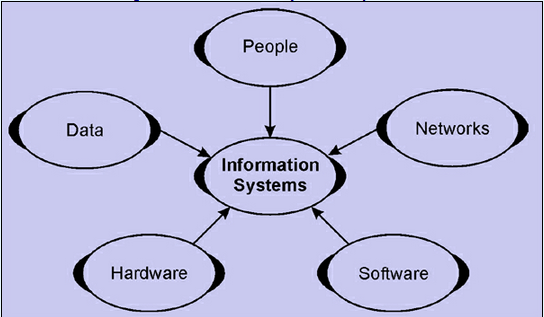 People
Data
Networks
Information
Systems
Hardware
Software